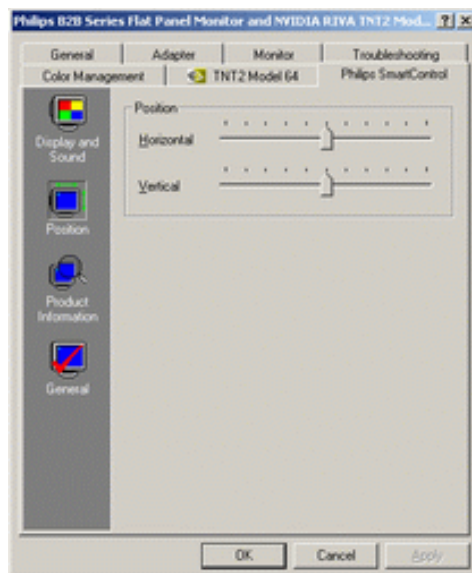 Philips B2B Series Flat Panel Monitor and NVIDIA RIVA TNT2 Mod... ? X
General Adapter Monitor Troubleshooting
Color Management TNT2 Model 64 Philips SmartControl
Position
Horizontal
Vertical
Display and
Sound
Position
Product
Information
General
OK Cancel Apply